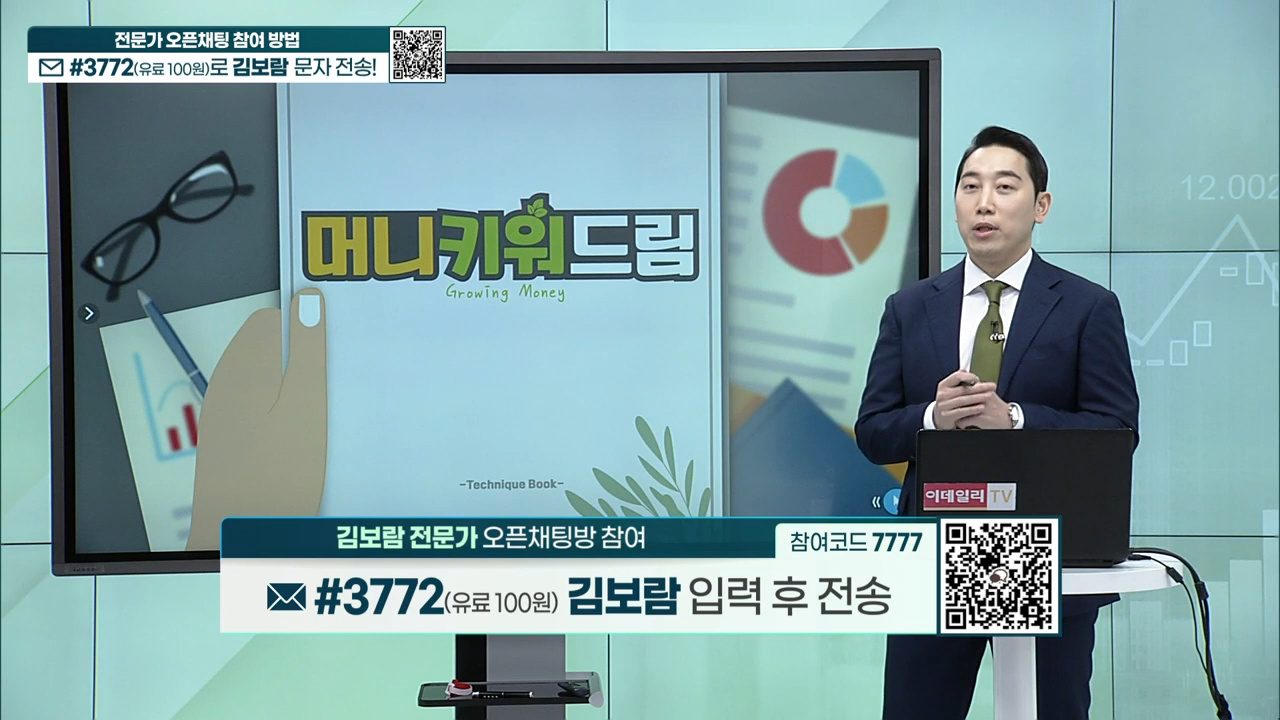 전문가 오픈채팅 참여 방법
#3772(유료 100원)로 김보람 문자 전송!
머니키워드림
Growing Money
-Technique Book-
12.002
이데일리 TV
김보람 전문가 오픈채팅방 참여
참여코드 7777
#3772(유료 100원) 김보람 입력 후 전송